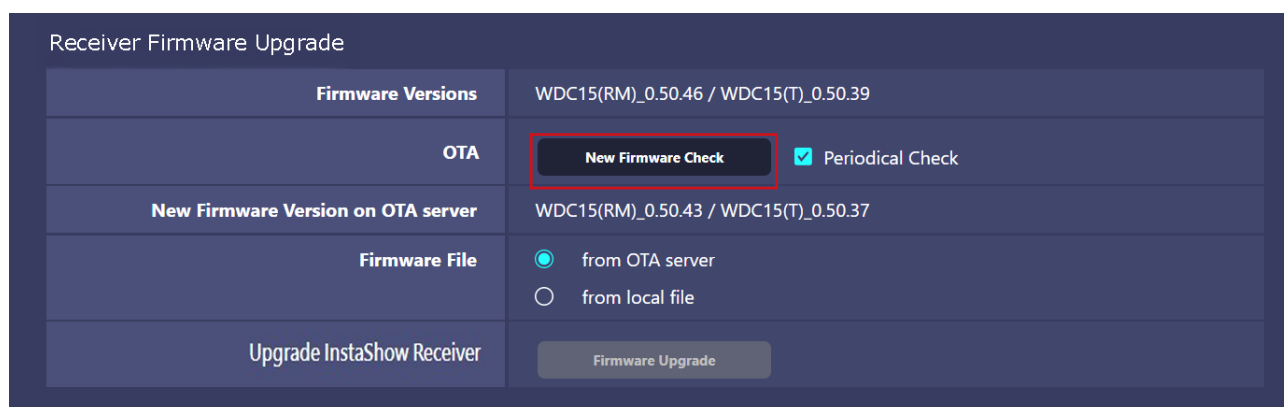 Receiver Firmware Upgrade
Firmware Versions WDC15(RM)_0.50.46 / WDC15(T)_0.50.39
OTA New Firmware Check Periodical Check
New Firmware Version on OTA server WDC15(RM)_0.50.43 / WDC15(T)_0.50.37
Firmware File from OTA server
from local file
Upgrade InstaShow Receiver Firmware Upgrade